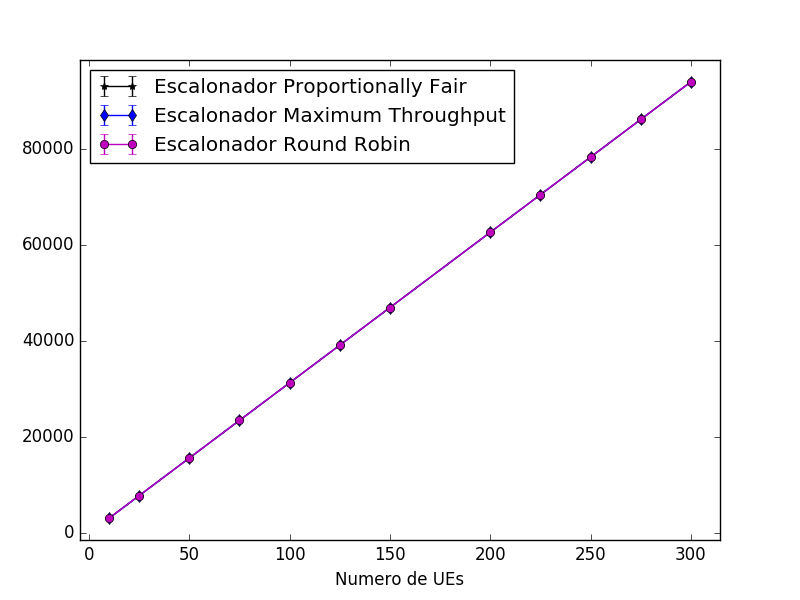 Escalonador Proportionally Fair
Escalonador Maximum Throughput
Escalonador Round Robin
80000
60000
40000
20000
0
0 50 100 150 200 250 300
Numero de UEs